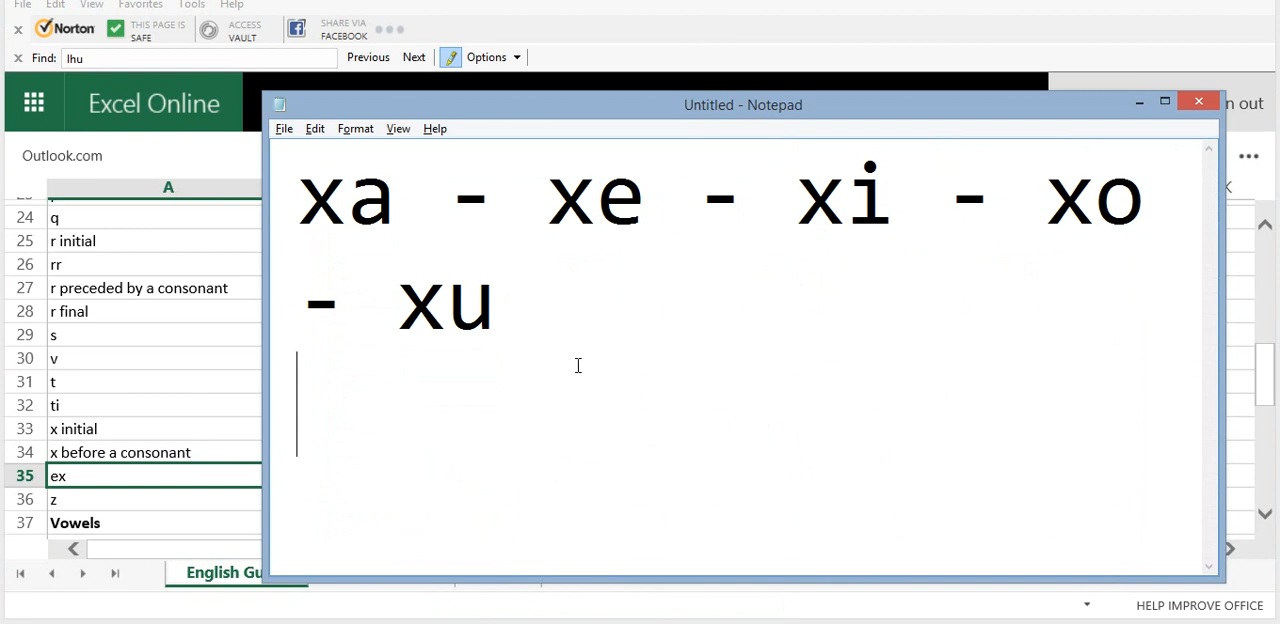 File Edit View Favorites Tools Help
x Norton THIS PAGE IS SAFE ACCESS VAULT SHARE VIA FACEBOOK
x Find: lhu Previous Next Options
Excel Online
n out
Untitled - Notepad
File Edit Format View Help
Outlook.com
A
K
xa - xe - xi - xo
- xu
24 q
25 r initial
26 rr
27 r preceded by a consonant
28 r final
29 s
30 v
31 t
32 ti
33 x initial
34 x before a consonant
35 ex
36 z
37 Vowels
English Gu
HELP IMPROVE OFFICE